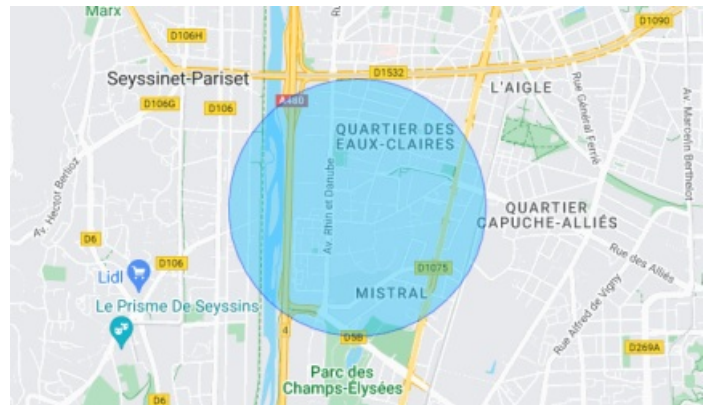 Marx
D106H
D1090
D1532
Seyssinet-Pariset
A480
L'AIGLE
Rue Général Ferrié
Av. Marcelin Berthelot
D106G
D106
QUARTIER DES
EAUX-CLAIRES
Av. Hector Berlioz
Av. Rhin et Danube
QUARTIER
CAPUCHE-ALLIÉS
D6
D106
Lidl
D1075
Rue des Alliés
Le Prisme De Seyssins
MISTRAL
Rue Alfred de Vigny
4
D5B
D269A
Parc des
Champs-Élysées
D6